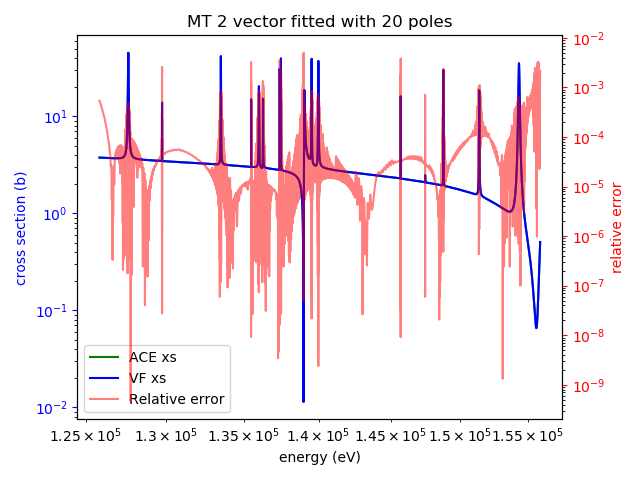 MT 2 vector fitted with 20 poles
cross section (b)
10¹
10⁰
10⁻¹
10⁻²
relative error
10⁻²
10⁻³
10⁻⁴
10⁻⁵
10⁻⁶
10⁻⁷
10⁻⁸
10⁻⁹
ACE xs
VF xs
Relative error
1.25×10⁵ 1.3×10⁵ 1.35×10⁵ 1.4×10⁵ 1.45×10⁵ 1.5×10⁵ 1.55×10⁵
energy (eV)